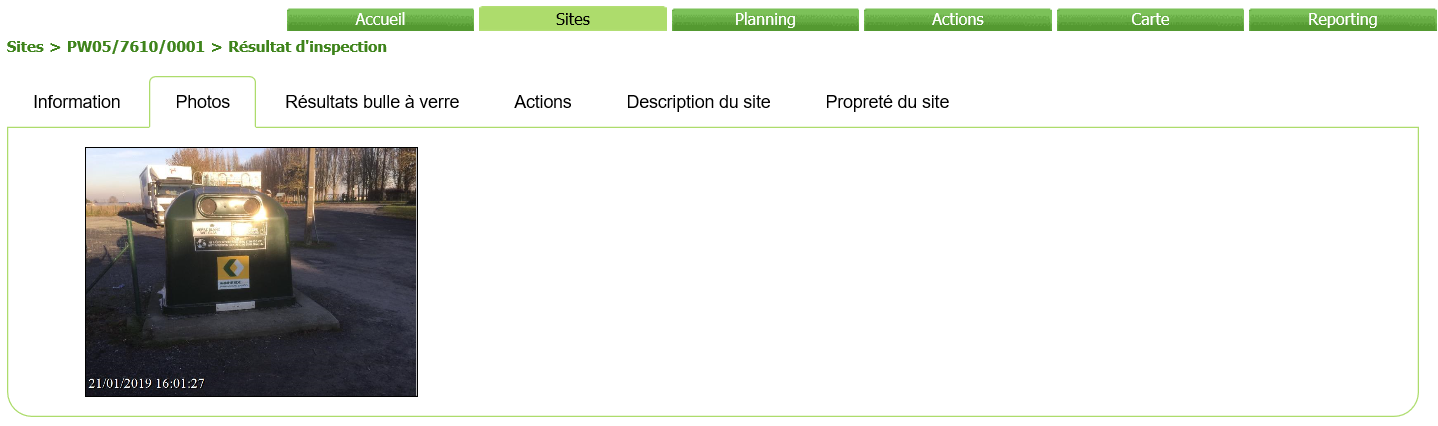 Accueil Sites Planning Actions Carte Reporting
Sites > PW05/7610/0001 > Résultat d'inspection
Information Photos Résultats bulle à verre Actions Description du site Propreté du site
21/01/2019 16:01:27